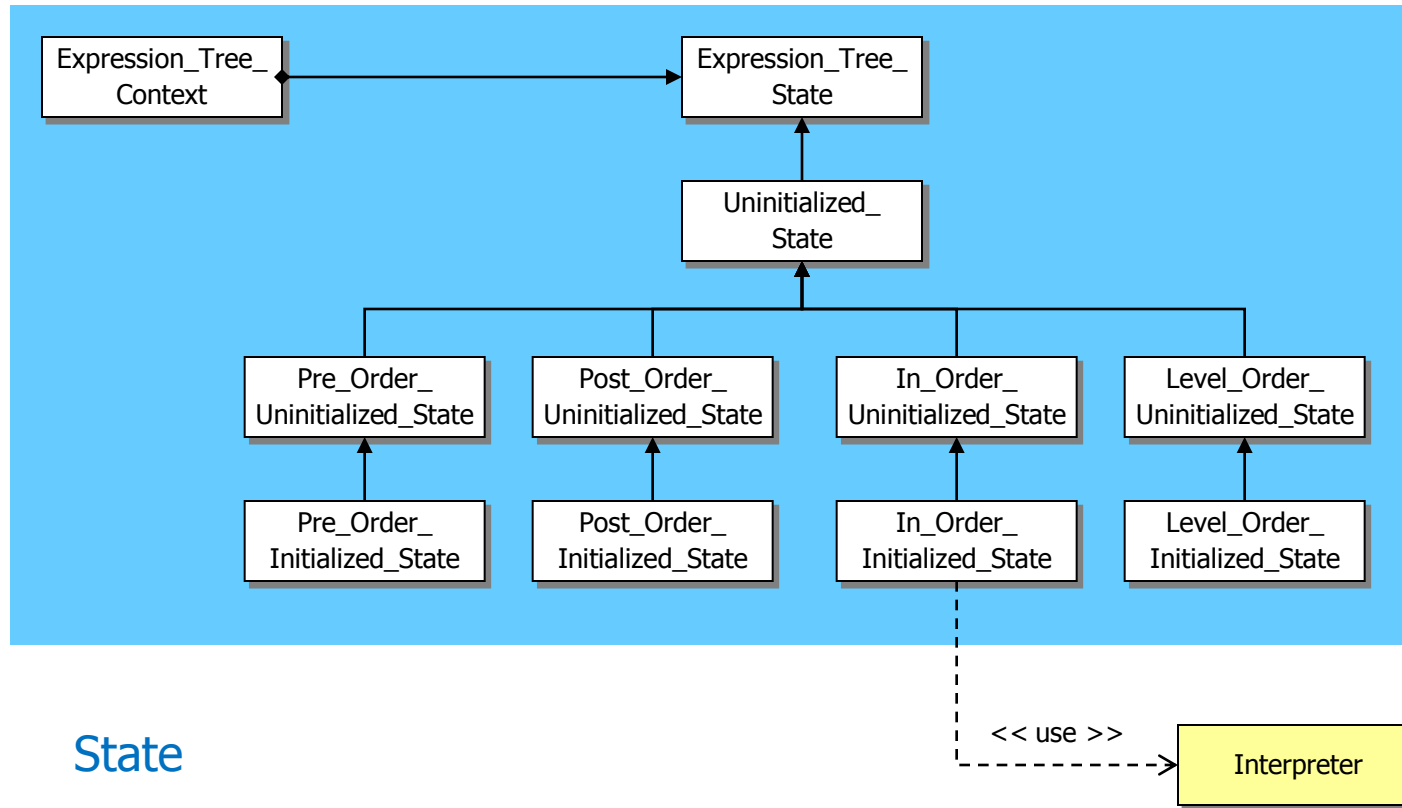 Expression_Tree_
Context
Expression_Tree_
State
Uninitialized_
State
Pre_Order_
Uninitialized_State
Post_Order_
Uninitialized_State
In_Order_
Uninitialized_State
Level_Order_
Uninitialized_State
Pre_Order_
Initialized_State
Post_Order_
Initialized_State
In_Order_
Initialized_State
Level_Order_
Initialized_State
<< use >>
State
Interpreter